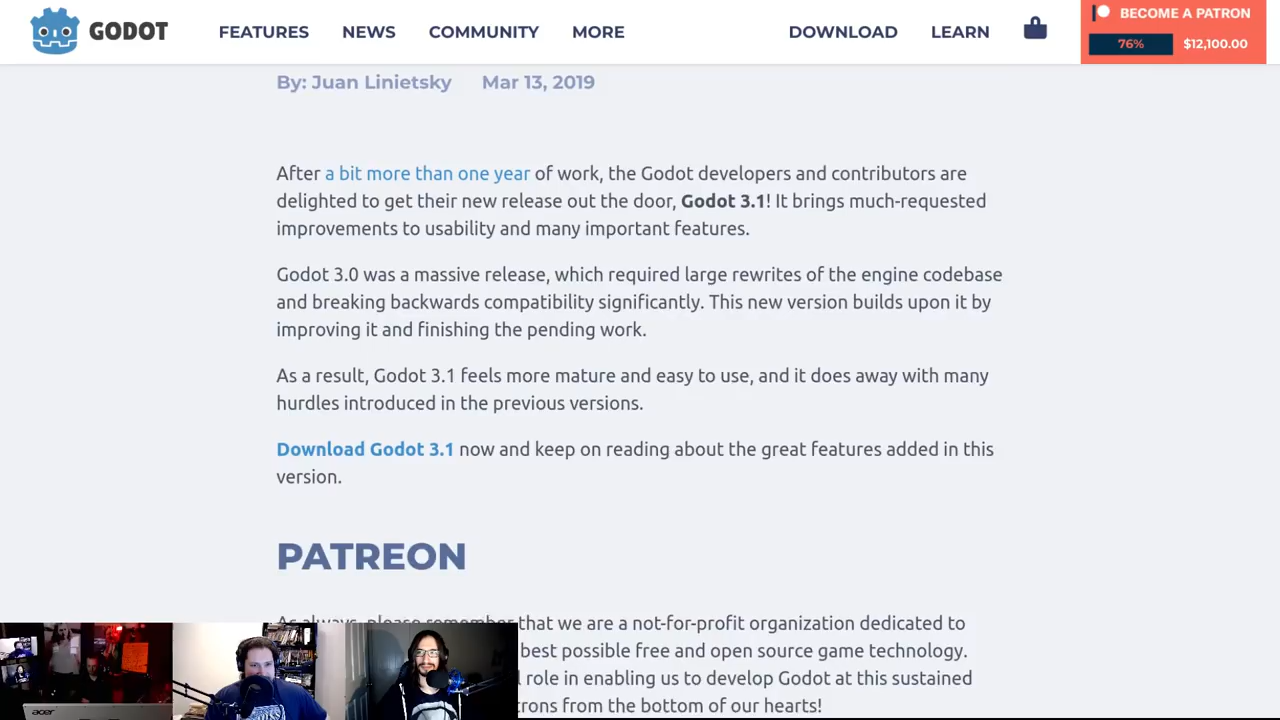 GODOT
FEATURES NEWS COMMUNITY MORE DOWNLOAD LEARN
BECOME A PATRON
76% $12,100.00
By: Juan Linietsky Mar 13, 2019
After a bit more than one year of work, the Godot developers and contributors are
delighted to get their new release out the door, Godot 3.1! It brings much-requested
improvements to usability and many important features.
Godot 3.0 was a massive release, which required large rewrites of the engine codebase
and breaking backwards compatibility significantly. This new version builds upon it by
improving it and finishing the pending work.
As a result, Godot 3.1 feels more mature and easy to use, and it does away with many
hurdles introduced in the previous versions.
Download Godot 3.1 now and keep on reading about the great features added in this
version.
PATREON
As always, please remember that we are a not-for-profit organization dedicated to
best possible free and open source game technology.
role in enabling us to develop Godot at this sustained
from the bottom of our hearts!
acer